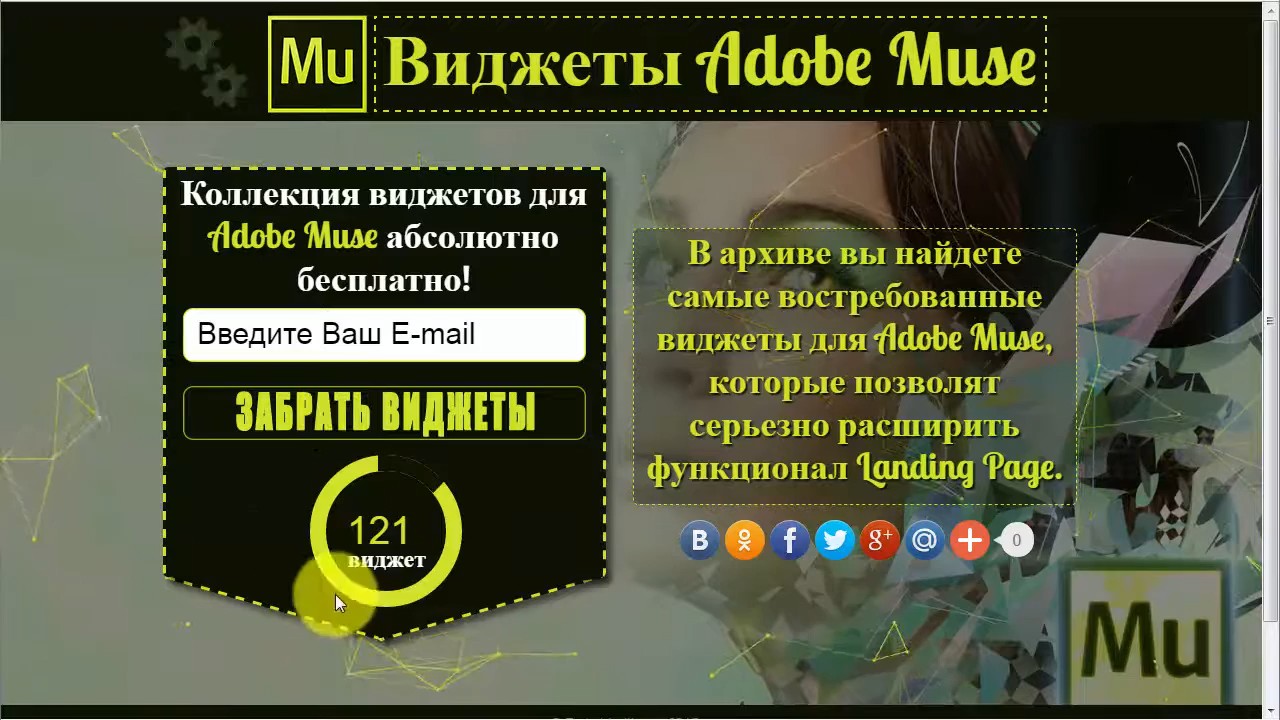 Mu
Виджеты Adobe Muse
Коллекция виджетов для
Adobe Muse абсолютно
бесплатно!
Введите Ваш E-mail
ЗАБРАТЬ ВИДЖЕТЫ
121
виджет
В архиве вы найдете
самые востребованные
виджеты для Adobe Muse,
которые позволят
серьезно расширить
функционал Landing Page.
0
Mu